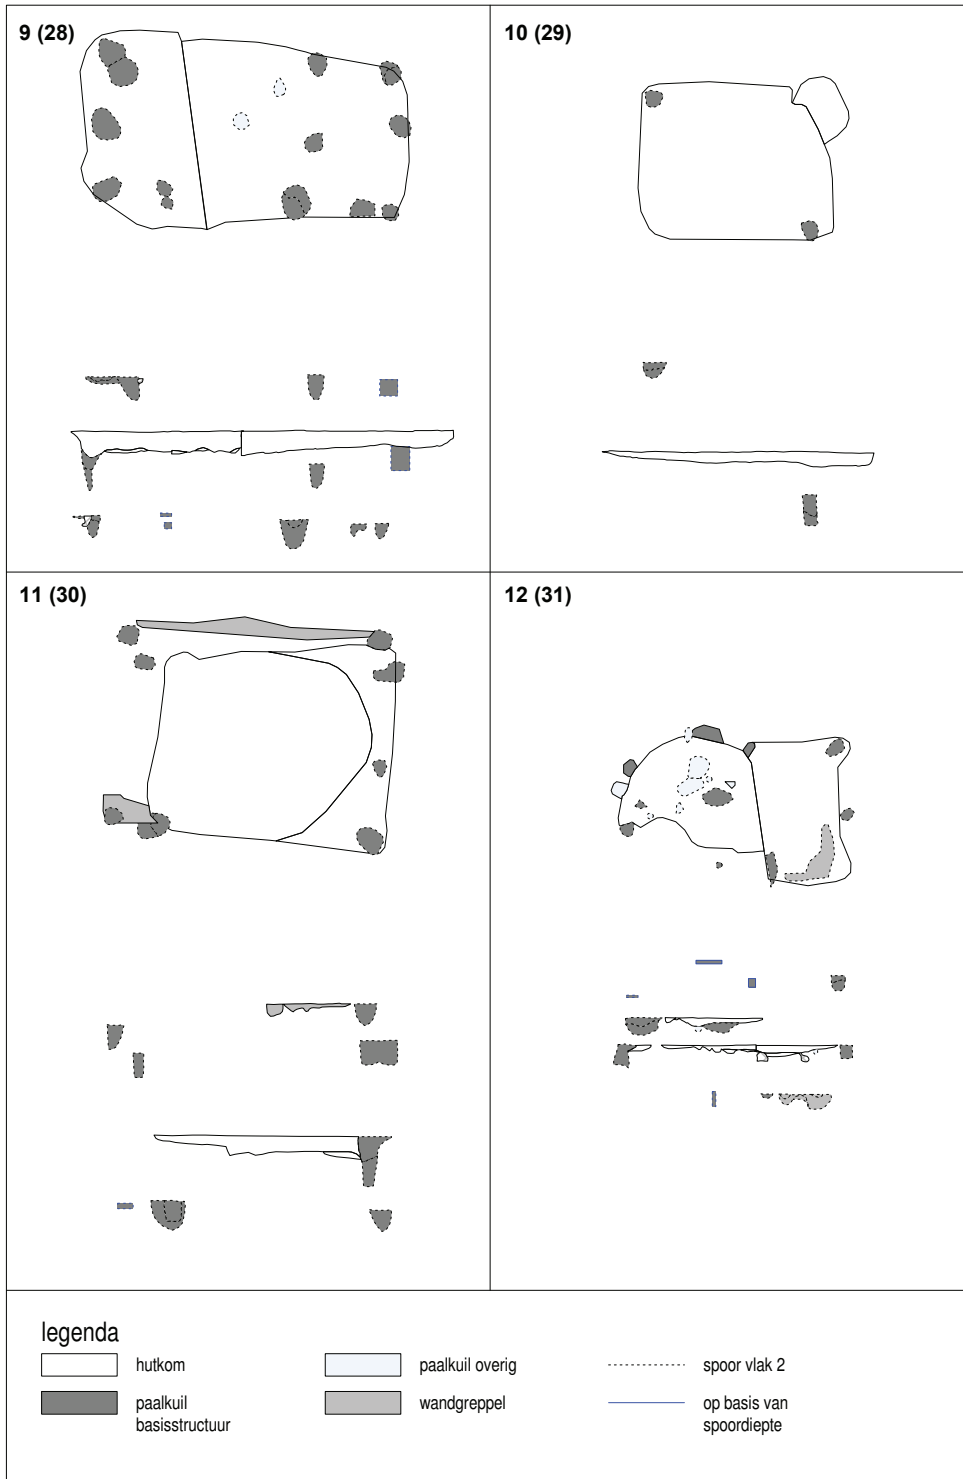 9 (28)
10 (29)
11 (30)
12 (31)
legenda
hutkom
paalkuil overig
spoor vlak 2
paalkuil
basisstructuur
wandgreppel
op basis van
spoordiepte